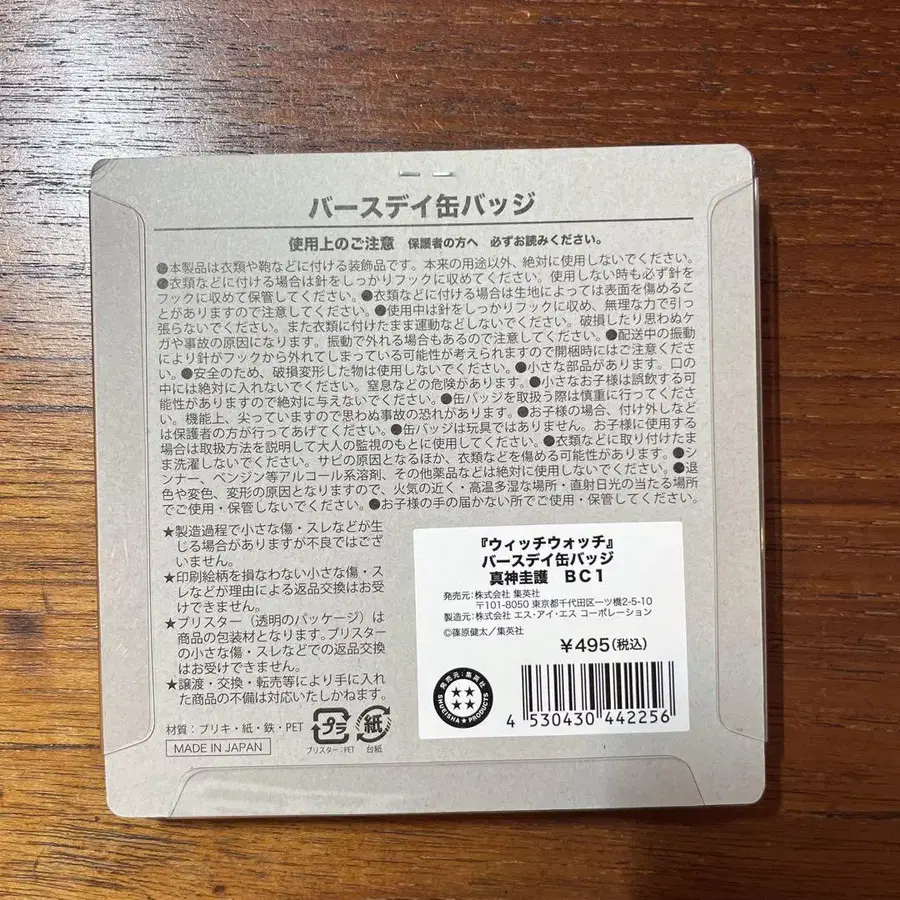 バースデイ缶バッジ
使用上のご注意 保護者の方へ 必ずお読みください。
●本製品は衣類や鞄などに付ける装飾品です。本来の用途以外、絶対に使用しないでください。
●衣類などに付ける場合は針をしっかりフックに収めてください。使用しない時も必ず針を
フックに収めて保管してください。●衣類などに付ける場合は生地によっては表面を傷めるこ
とがありますので注意してください。●使用中は針をしっかりフックに収め、無理な力で引っ
張らないでください。また衣類に付けたまま運動などしないでください。破損したり思わぬケ
ガや事故の原因になります。振動で外れる場合もあるので注意してください。●配送中の振動
により針がフックから外れてしまっている可能性が考えられますので開梱時にはご注意くださ
い。●安全のため、破損変形した物は使用しないでください。●小さな部品があります。口の
中には絶対に入れないでください。窒息などの危険があります。●小さなお子様は誤飲する可
能性がありますので絶対に与えないでください。●缶バッジを取扱う際は慎重に行ってくださ
い。機能上、尖っていますので思わぬ事故の恐れがあります。●お子様の場合、付け外しなど
は保護者の方が行ってあげてください。●缶バッジは玩具ではありません。お子様に使用する
場合は取扱方法を説明して大人の監視のもとに使用してください。●衣類などに取り付けたま
ま洗濯しないでください。サビの原因となるほか、衣類などを傷める可能性があります。●シ
ンナー、ベンジン等アルコール系溶剤、その他薬品などは絶対に使用しないでください。●退
色や変色、変形の原因となりますので、火気の近く・高温多湿な場所・直射日光の当たる場所
でご使用・保管しないでください。●お子様の手の届かない所でご使用・保管してください。
★製造過程で小さな傷・スレなどが生
じる場合がありますが不良ではござ
いません。
★印刷絵柄を損なわない小さな傷・ス
レなどが理由による返品交換はお受
けできません。
★ブリスター（透明のパッケージ）は
商品の包装材となります。ブリスター
の小さな傷・スレなどでの返品交換
はお受けできません。
★譲渡・交換・転売等により手に入れ
た商品の不備は対応いたしかねます。
材質：ブリキ・紙・鉄・PET
MADE IN JAPAN
プラ
ブリスター：PET
紙
台紙
『ウィッチウォッチ』
バースデイ缶バッジ
真神圭護 BC1
発売元：株式会社 集英社
〒101-8050 東京都千代田区一ツ橋2-5-10
製造元：株式会社 エス・アイ・エス コーポレーション
©篠原健太／集英社
¥495(税込)
発売元：集英社
SHUEISHA★PRODUCTS
4 530430 442256